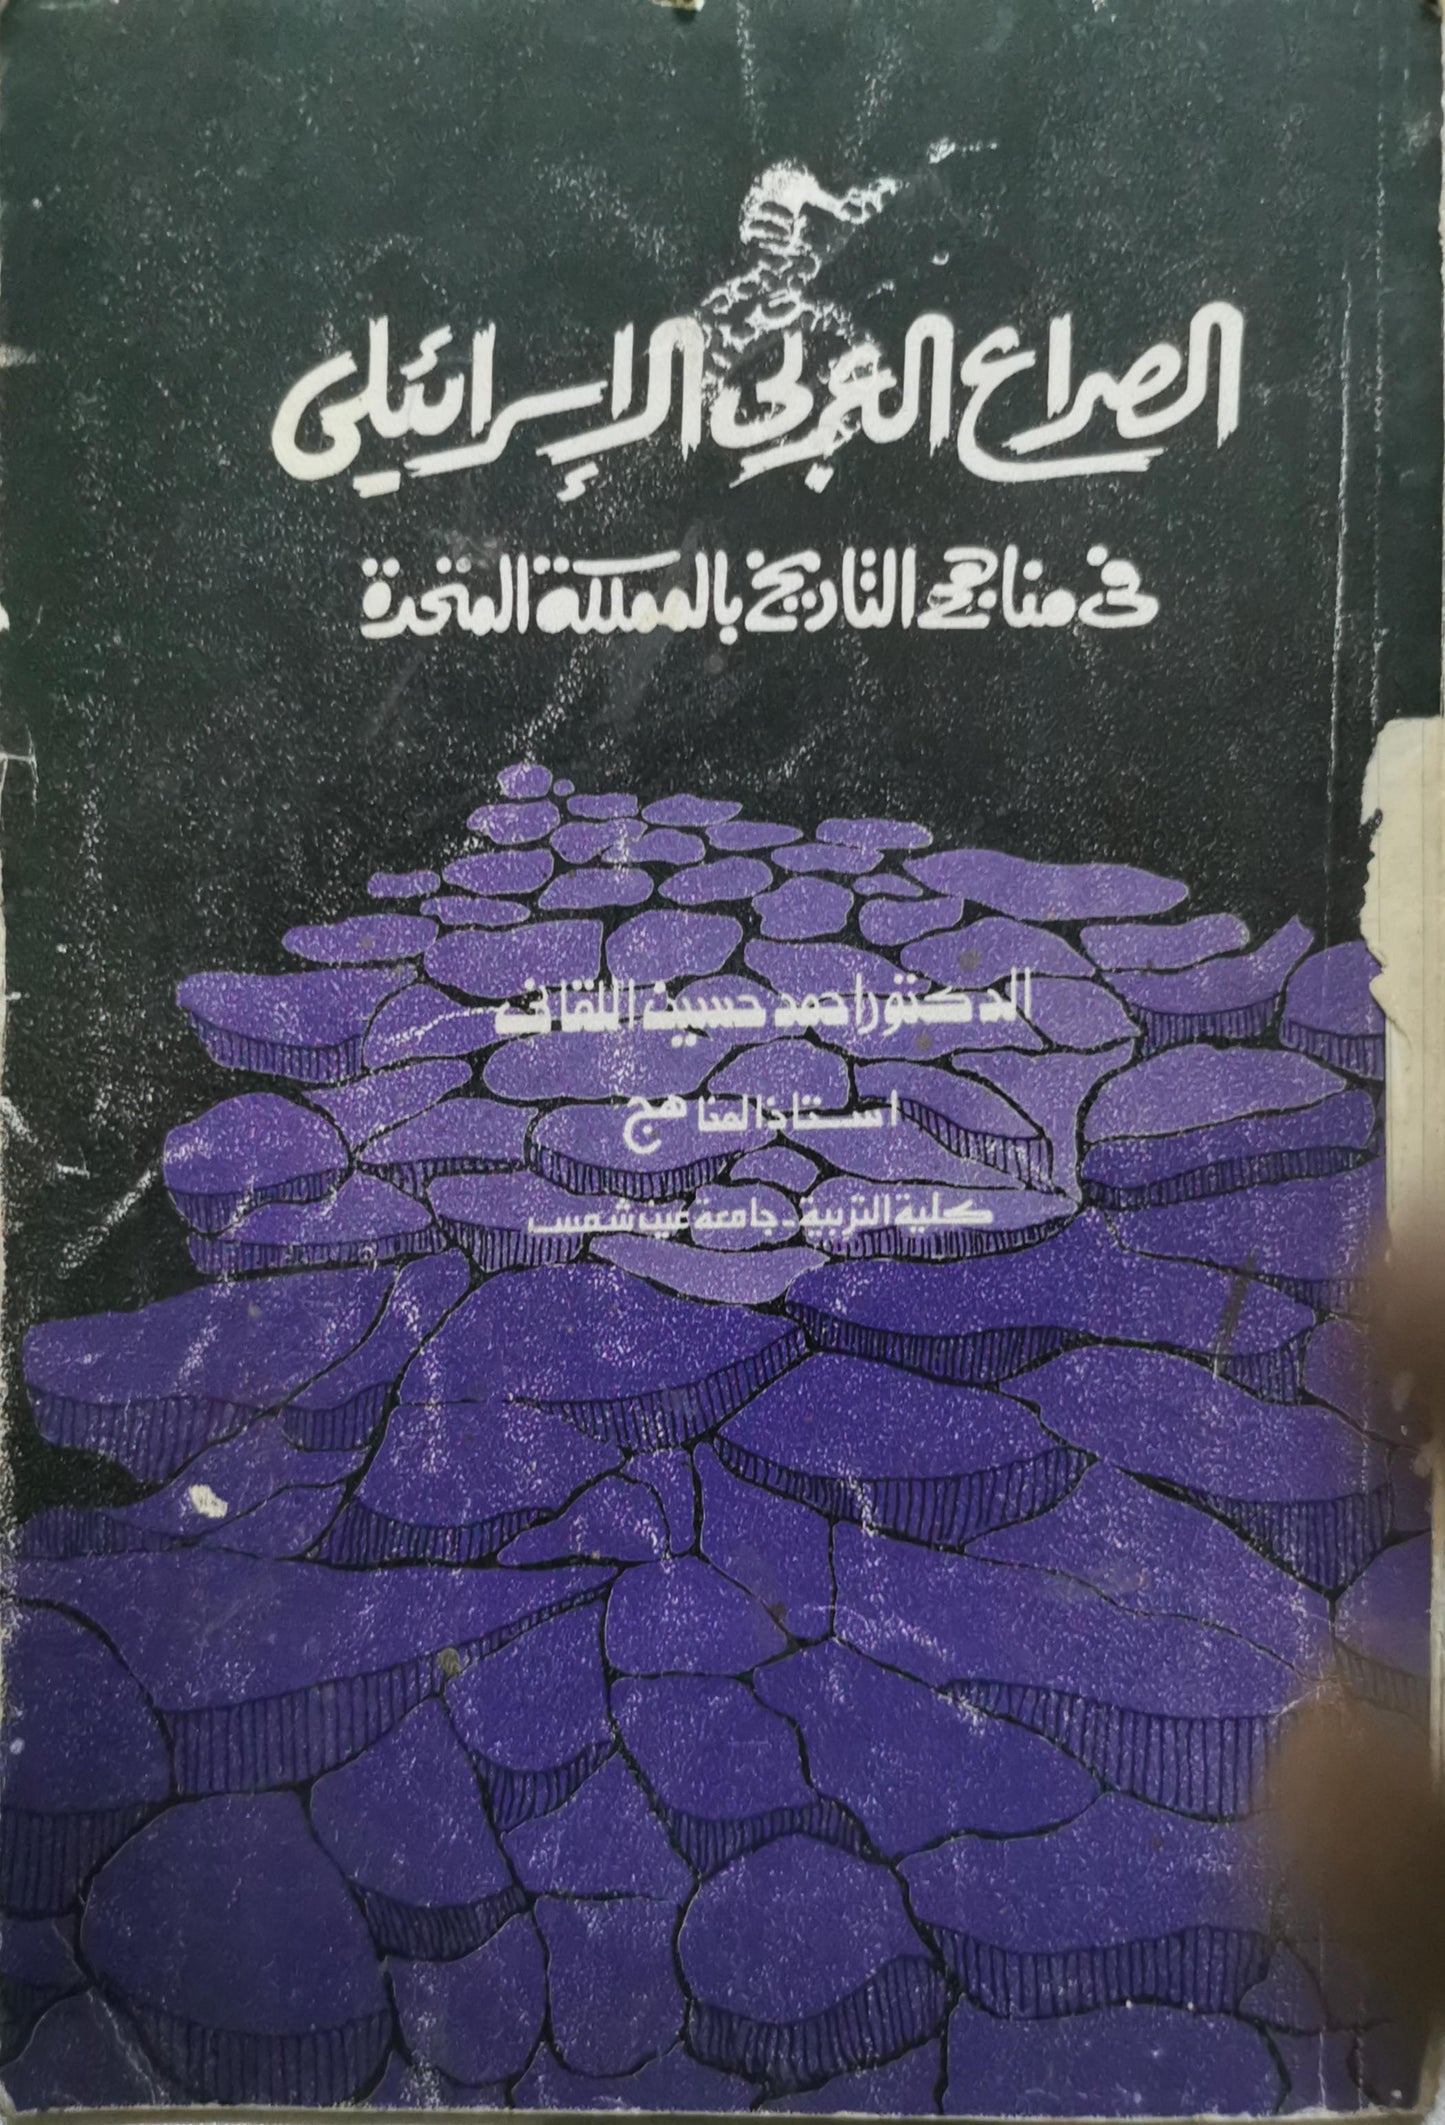 الصراع العربي الإسرائيلي
في مناهج التاريخ بالمملكة المتحدة
الدكتور احمد حسين اللقاني
استاذ المناهج
كلية التربية - جامعة عين شمس